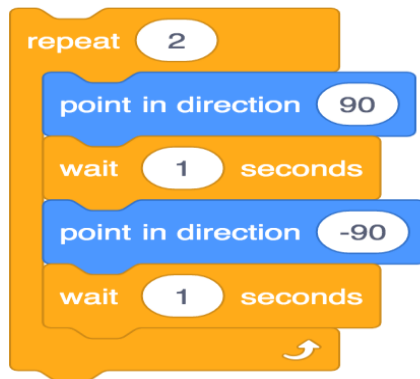 repeat 2
point in direction 90
wait 1 seconds
point in direction -90
wait 1 seconds